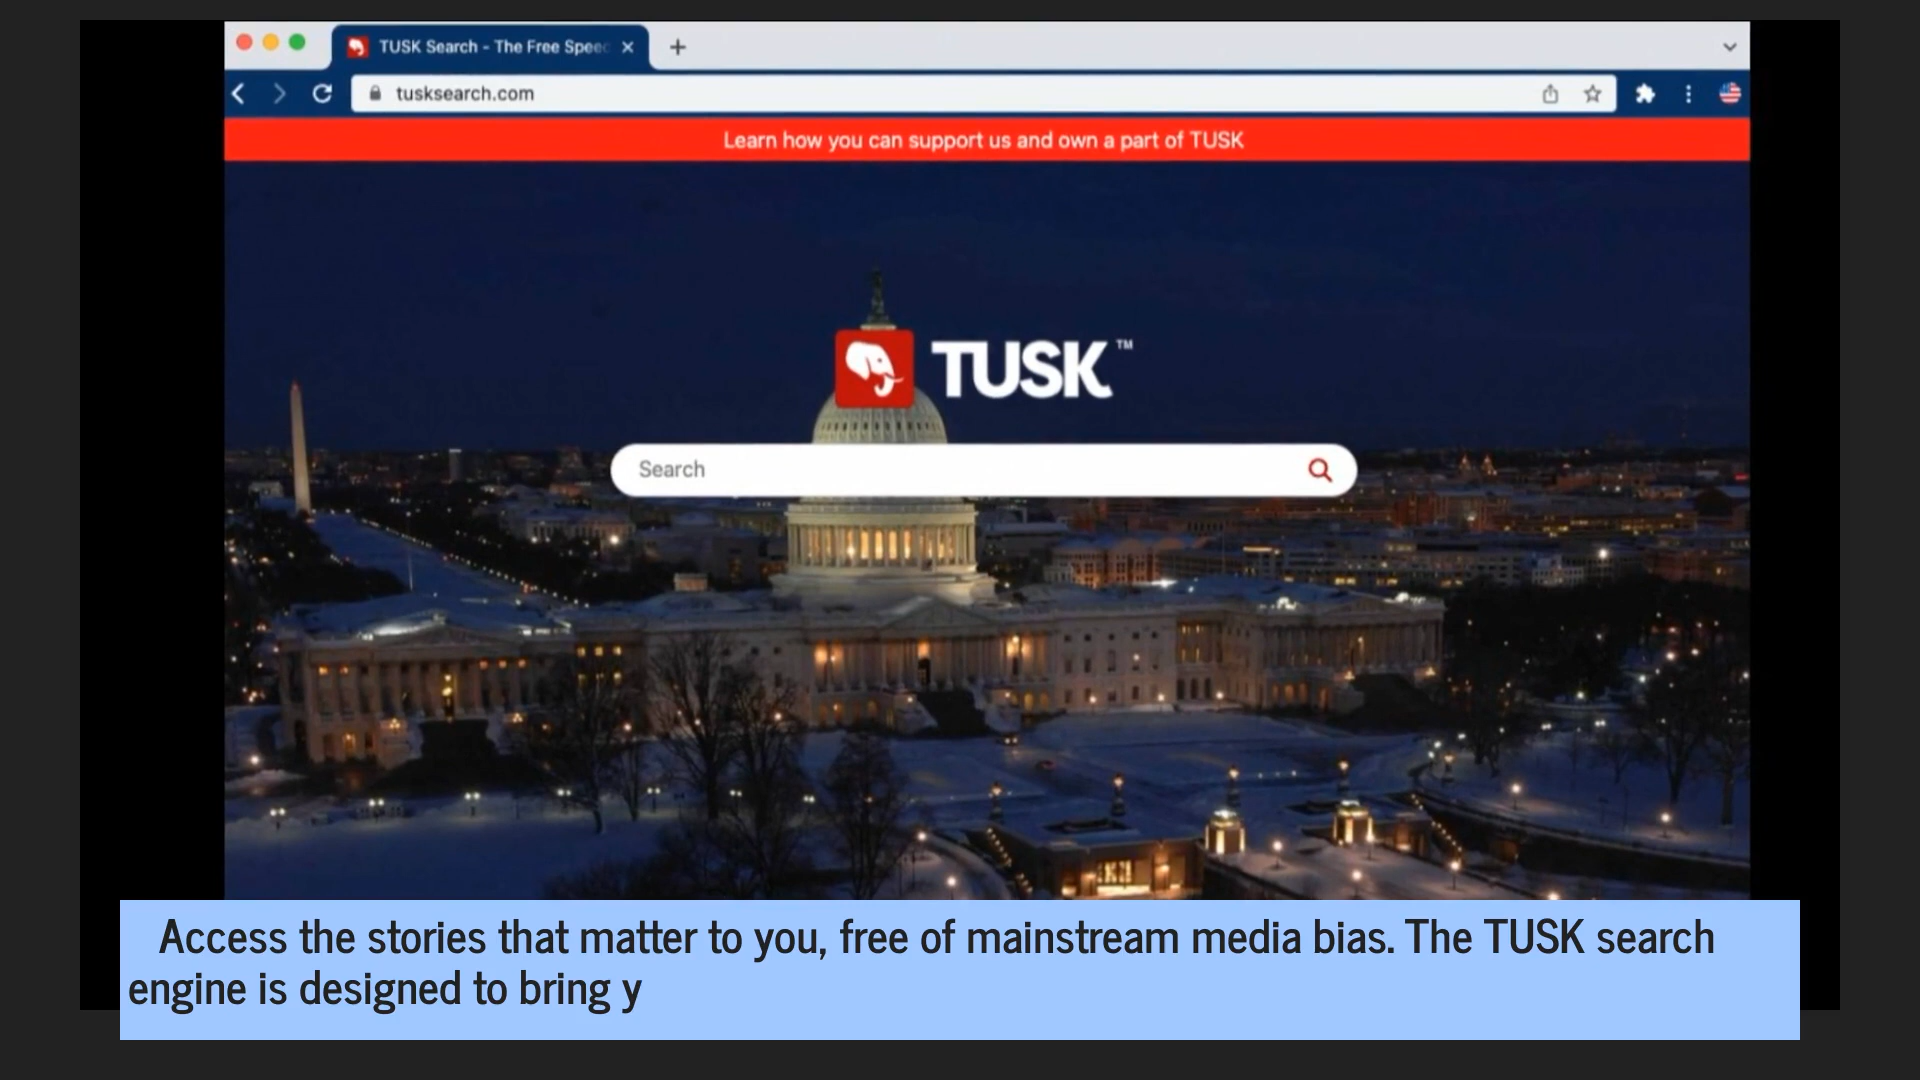 TUSK Search - The Free Speec
tusksearch.com
Learn how you can support us and own a part of TUSK
TUSK™
Search
Access the stories that matter to you, free of mainstream media bias. The TUSK search
engine is designed to bring y